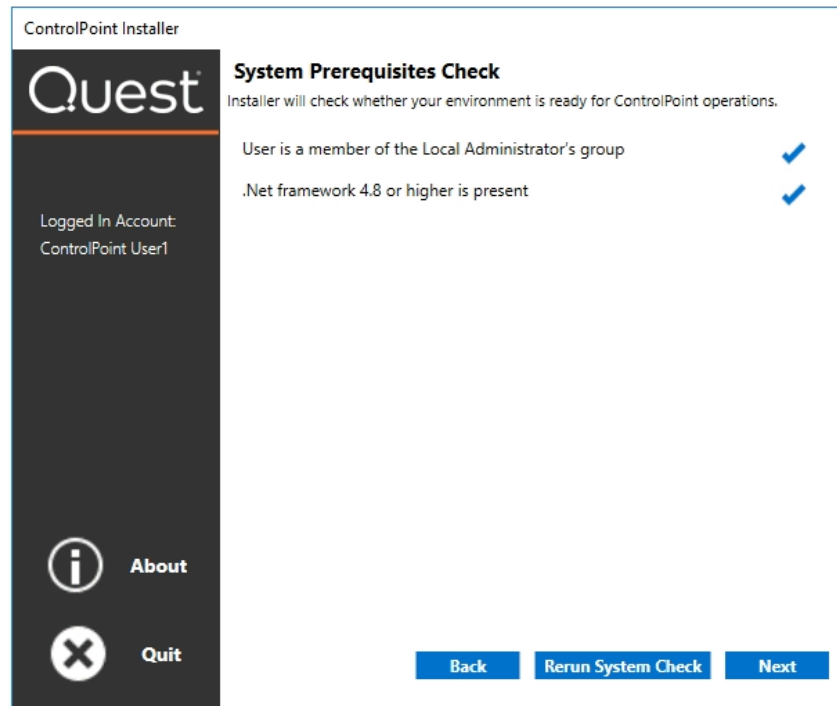 ControlPoint Installer
Quest
System Prerequisites Check
Installer will check whether your environment is ready for ControlPoint operations.
User is a member of the Local Administrator's group
.Net framework 4.8 or higher is present
Logged In Account:
ControlPoint User1
About
Quit
Back
Rerun System Check
Next